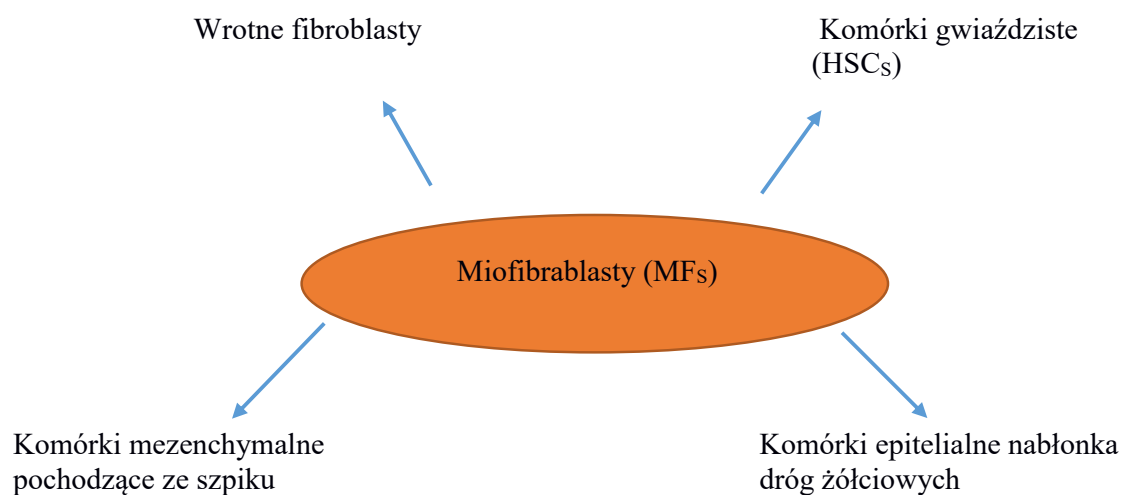 Wrotne fibroblasty
Komórki gwiaździste
(HSCs)
Miofibrablasty (MFs)
Komórki mezenchymalne
pochodzące ze szpiku
Komórki epitelialne nabłonka
dróg żółciowych